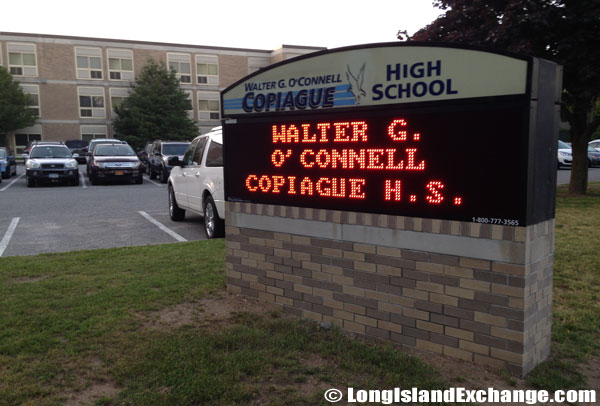 WALTER G. O'CONNELL
COPIAGUE
HIGH
SCHOOL
WALTER G.
O'CONNELL
COPIAGUE H.S.
1-800-777-3565
© LongIslandExchange.com